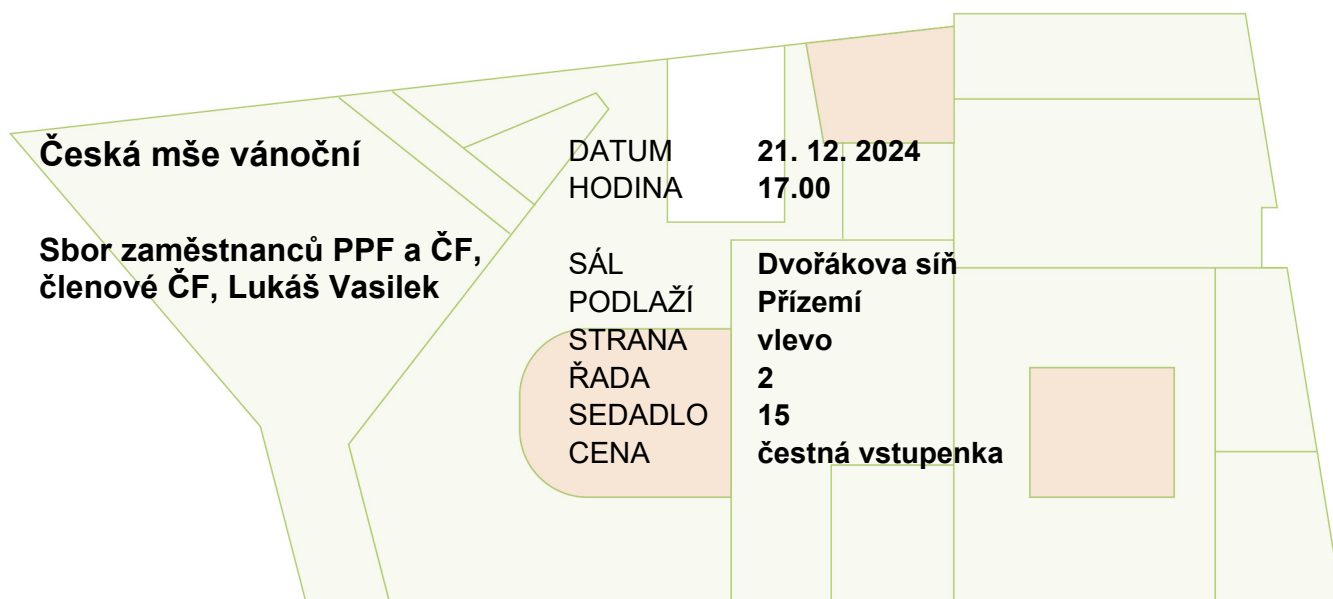 Česká mše vánoční
Sbor zaměstnanců PPF a ČF,
členové ČF, Lukáš Vasilek
DATUM 21. 12. 2024
HODINA 17.00
SÁL Dvořákova síň
PODLAŽÍ Přízemí
STRANA vlevo
ŘADA 2
SEDADLO 15
CENA čestná vstupenka